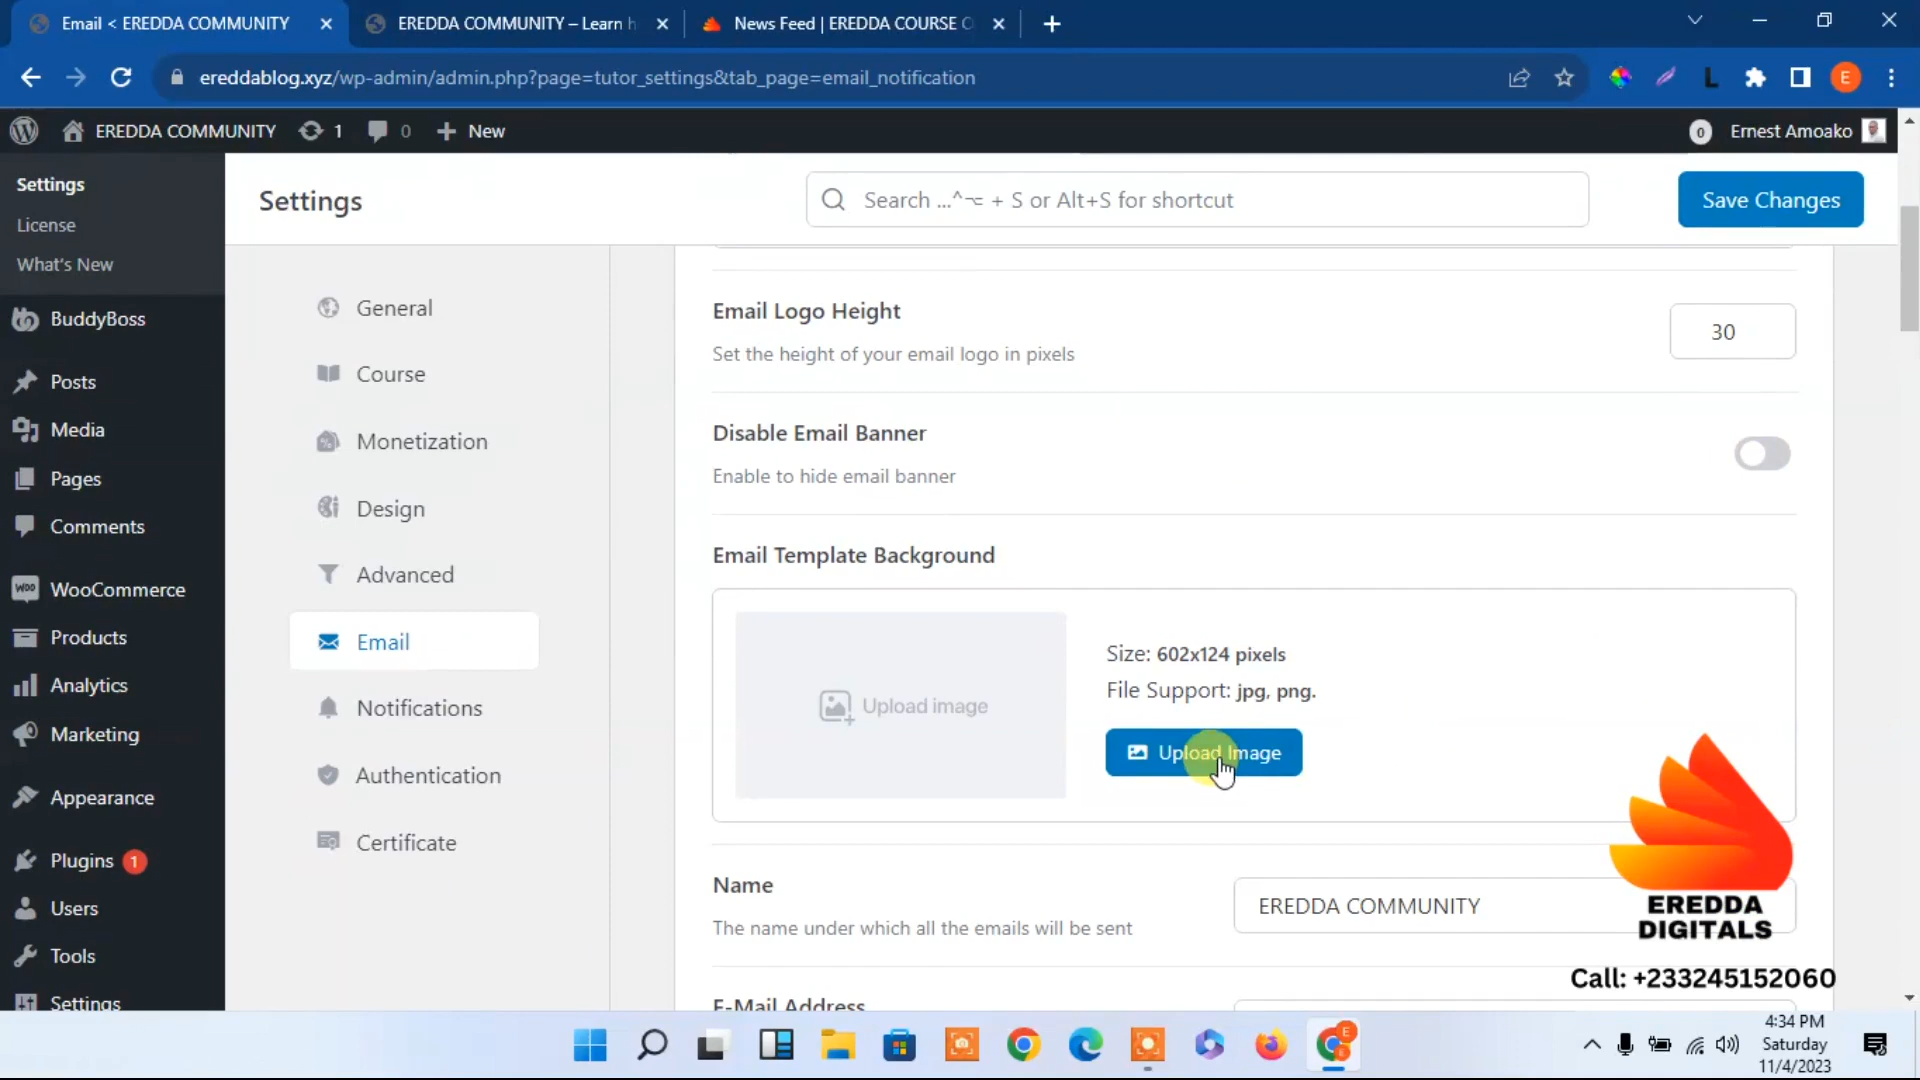 Email < EREDDA COMMUNITY
EREDDA COMMUNITY – Learn h
News Feed | EREDDA COURSE C
ereddablog.xyz/wp-admin/admin.php?page=tutor_settings&tab_page=email_notification
L
E
EREDDA COMMUNITY
1
0
New
0
Ernest Amoako
Settings
License
What's New
BuddyBoss
Posts
Media
Pages
Comments
WooCommerce
Products
Analytics
Marketing
Appearance
Plugins 1
Users
Tools
Settings
Settings
Search ...^⌥ + S or Alt+S for shortcut
Save Changes
General
Course
Monetization
Design
Advanced
Email
Notifications
Authentication
Certificate
Email Logo Height
Set the height of your email logo in pixels
30
Disable Email Banner
Enable to hide email banner
Email Template Background
Upload image
Size: 602x124 pixels
File Support: jpg, png.
Upload Image
Name
The name under which all the emails will be sent
EREDDA COMMUNITY
E-Mail Address
EREDDA
DIGITALS
Call: +233245152060
4:34 PM
Saturday
11/4/2023